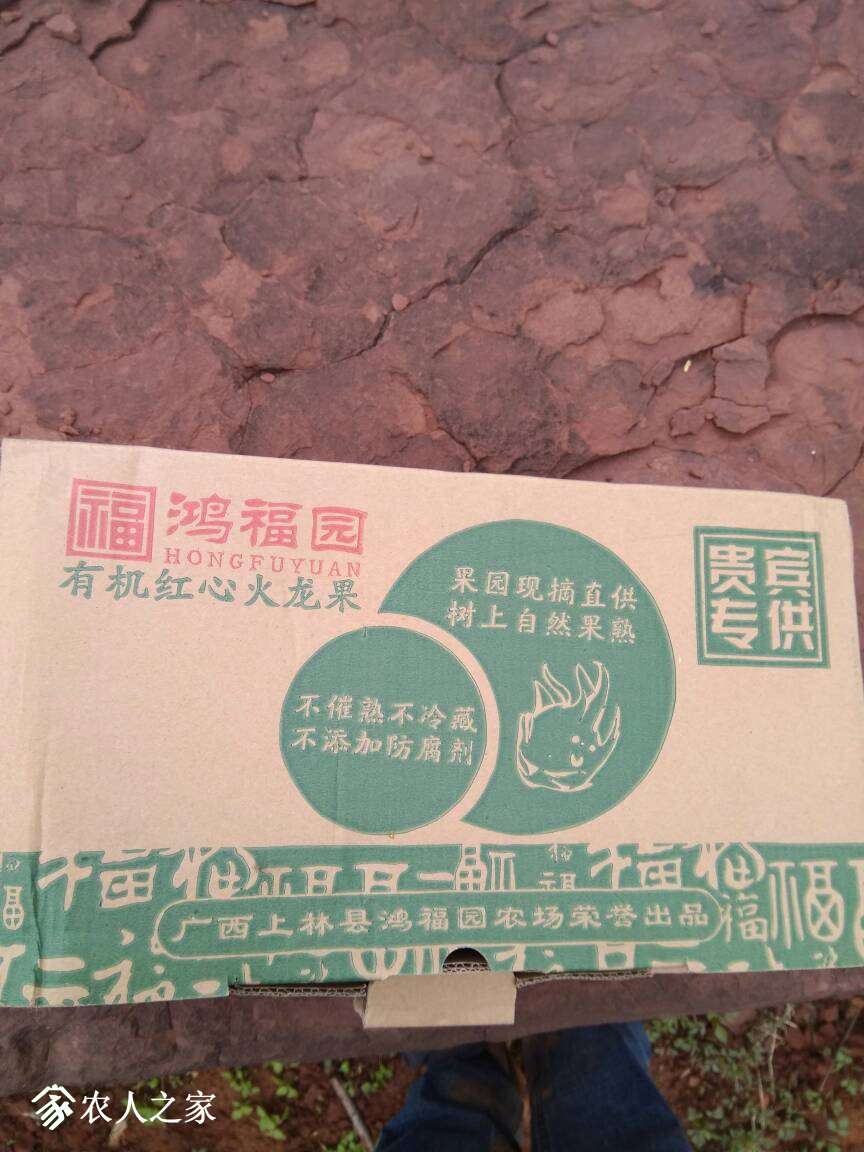 福 鸿福园
HONGFUYUAN
有机红心火龙果
果园现摘直供
树上自然果熟
贵宾
专供
不催熟不冷藏
不添加防腐剂
广西上林县鸿福园农场荣誉出品
农人之家